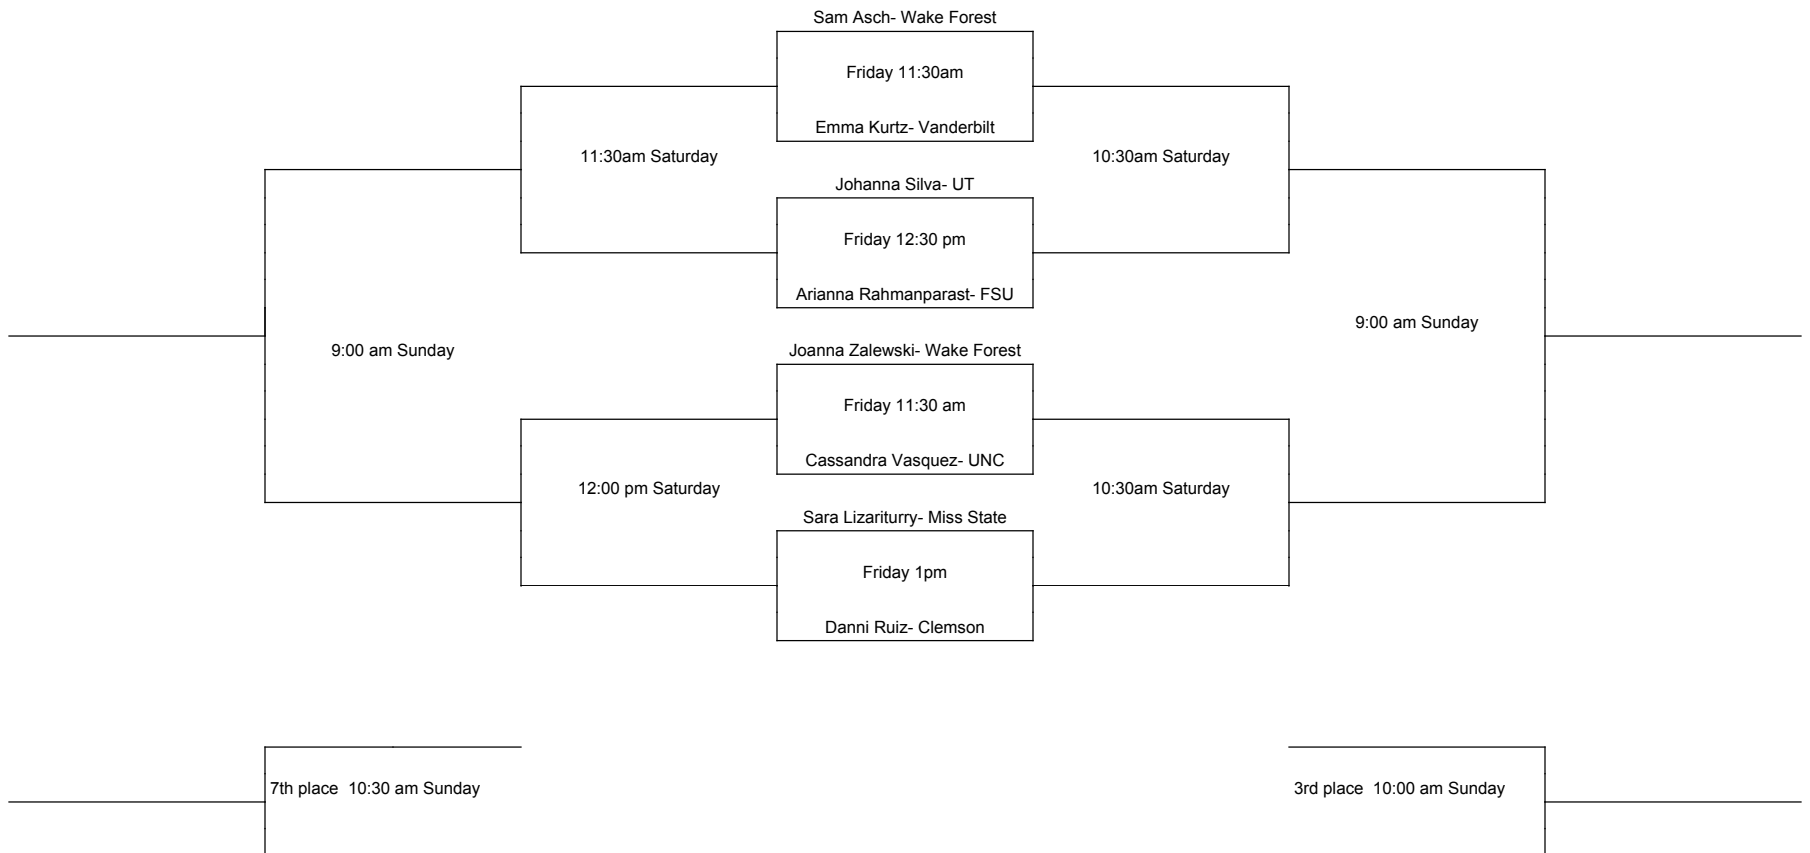 Sam Asch- Wake Forest
Friday 11:30am
Emma Kurtz- Vanderbilt
11:30am Saturday
10:30am Saturday
Johanna Silva- UT
Friday 12:30 pm
Arianna Rahmanparast- FSU
9:00 am Sunday
9:00 am Sunday
Joanna Zalewski- Wake Forest
Friday 11:30 am
Cassandra Vasquez- UNC
12:00 pm Saturday
10:30am Saturday
Sara Lizariturry- Miss State
Friday 1pm
Danni Ruiz- Clemson
7th place  10:30 am Sunday
3rd place  10:00 am Sunday